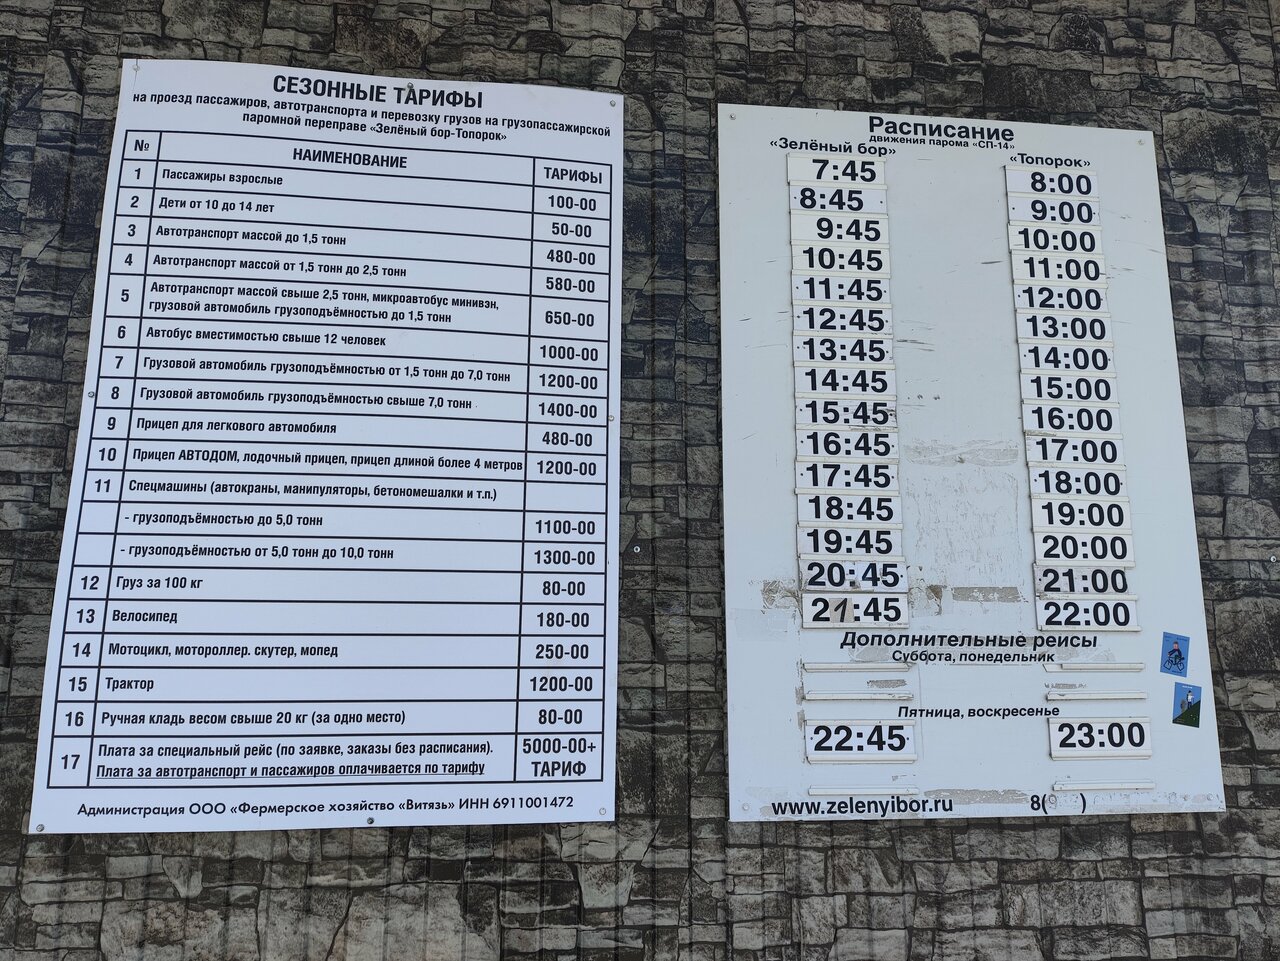 СЕЗОННЫЕ ТАРИФЫ
на проезд пассажиров, автотранспорта и перевозку грузов на грузопассажирской
паромной переправе «Зелёный бор-Топорок»
№ НАИМЕНОВАНИЕ ТАРИФЫ
1 Пассажиры взрослые 100-00
2 Дети от 10 до 14 лет 50-00
3 Автотранспорт массой до 1,5 тонн 480-00
4 Автотранспорт массой от 1,5 тонн до 2,5 тонн 580-00
5 Автотранспорт массой свыше 2,5 тонн, микроавтобус минивэн,
грузовой автомобиль грузоподъёмностью до 1,5 тонн 650-00
6 Автобус вместимостью свыше 12 человек 1000-00
7 Грузовой автомобиль грузоподъёмностью от 1,5 тонн до 7,0 тонн 1200-00
8 Грузовой автомобиль грузоподъёмностью свыше 7,0 тонн 1400-00
9 Прицеп для легкового автомобиля 480-00
10 Прицеп АВТОДОМ, лодочный прицеп, прицеп длиной более 4 метров 1200-00
11 Спецмашины (автокраны, манипуляторы, бетономешалки и т.п.)
- грузоподъёмностью до 5,0 тонн 1100-00
- грузоподъёмностью от 5,0 тонн до 10,0 тонн 1300-00
12 Груз за 100 кг 80-00
13 Велосипед 180-00
14 Мотоцикл, мотороллер. скутер, мопед 250-00
15 Трактор 1200-00
16 Ручная кладь весом свыше 20 кг (за одно место) 80-00
17 Плата за специальный рейс (по заявке, заказы без расписания). 5000-00+
Плата за автотранспорт и пассажиров оплачивается по тарифу ТАРИФ
Администрация ООО «Фермерское хозяйство «Витязь» ИНН 6911001472
Расписание
движения парома «СП-14»
«Зелёный бор» «Топорок»
7:45 8:00
8:45 9:00
9:45 10:00
10:45 11:00
11:45 12:00
12:45 13:00
13:45 14:00
14:45 15:00
15:45 16:00
16:45 17:00
17:45 18:00
18:45 19:00
19:45 20:00
20:45 21:00
21:45 22:00
Дополнительные рейсы
Суббота, понедельник
Пятница, воскресенье
22:45 23:00
www.zelenyibor.ru 8( )